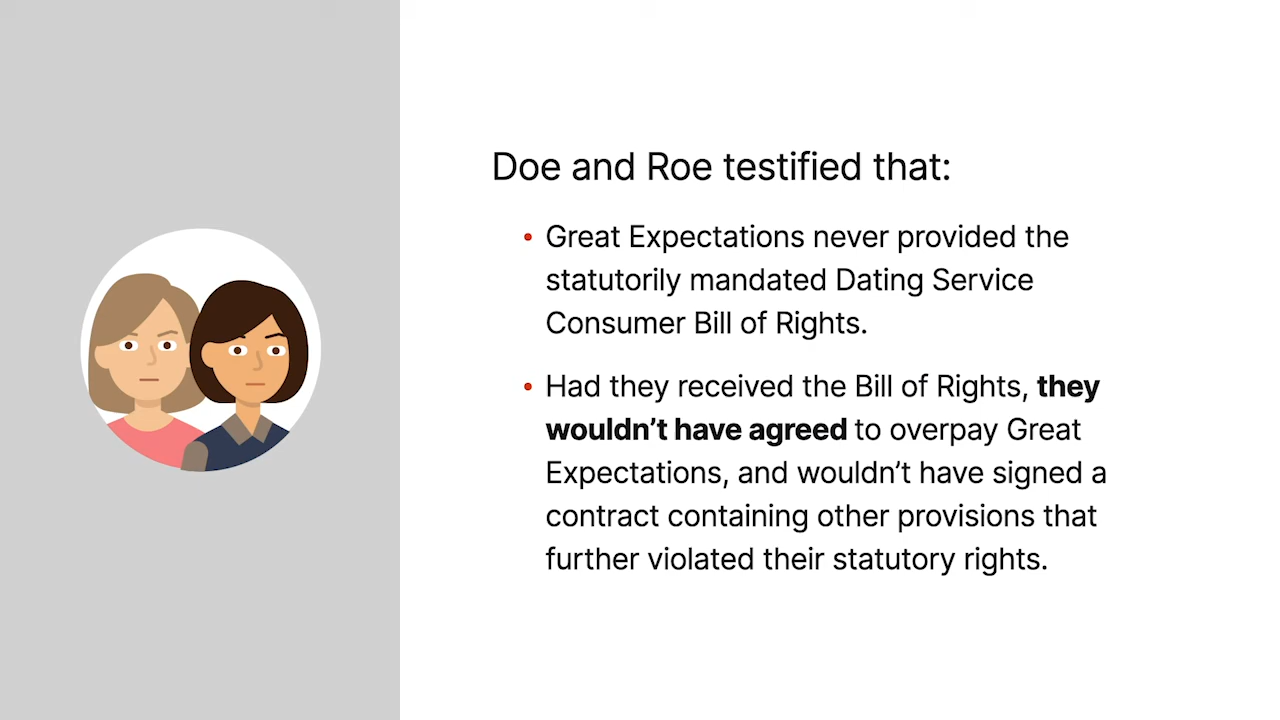 Doe and Roe testified that:
• Great Expectations never provided the
statutorily mandated Dating Service
Consumer Bill of Rights.
• Had they received the Bill of Rights, they
wouldn’t have agreed to overpay Great
Expectations, and wouldn’t have signed a
contract containing other provisions that
further violated their statutory rights.